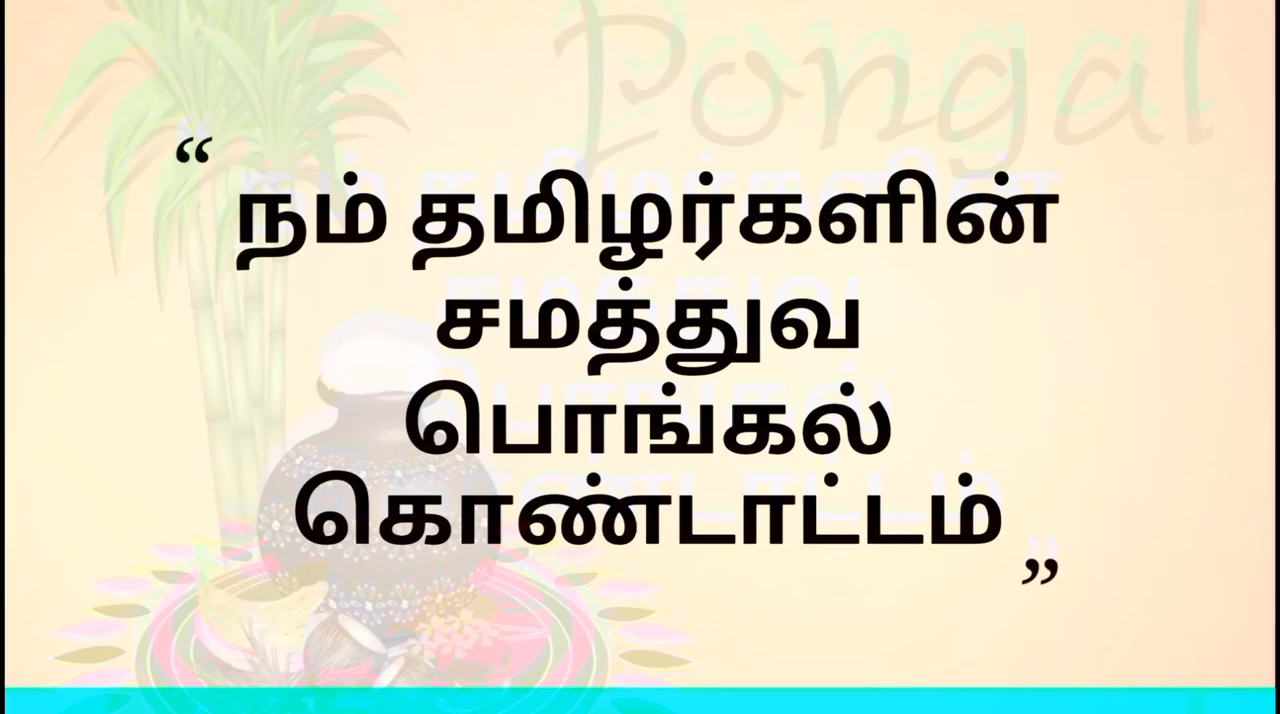 Pongal
“ நம் தமிழர்களின்
சமத்துவ
பொங்கல்
கொண்டாட்டம் ”